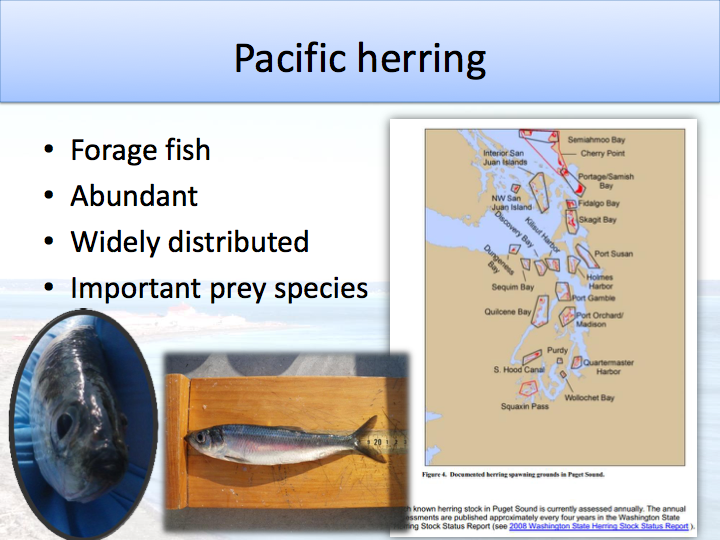 Pacific herring
• Forage fish
• Abundant
• Widely distributed
• Important prey species
Semiahmoo Bay
Cherry Point
Interior San
Juan Islands
Portage/Samish
Bay
NW San
Juan Island
Fidalgo Bay
Skagit Bay
Kilisut Harbor
Discovery Bay
Dungeness
Bay
Port Susan
Holmes
Harbor
Sequim Bay
Port Gamble
Quilcene Bay
Port Orchard/
Madison
Purdy
S. Hood Canal
Quartermaster
Harbor
Wollochet Bay
Squaxin Pass
20
Figure 4. Documented herring spawning grounds in Puget Sound.
h known herring stock in Puget Sound is currently assessed annually. The annual
essments are published approximately every four years in the Washington State
ing Stock Status Report (see 2008 Washington State Herring Stock Status Report ).